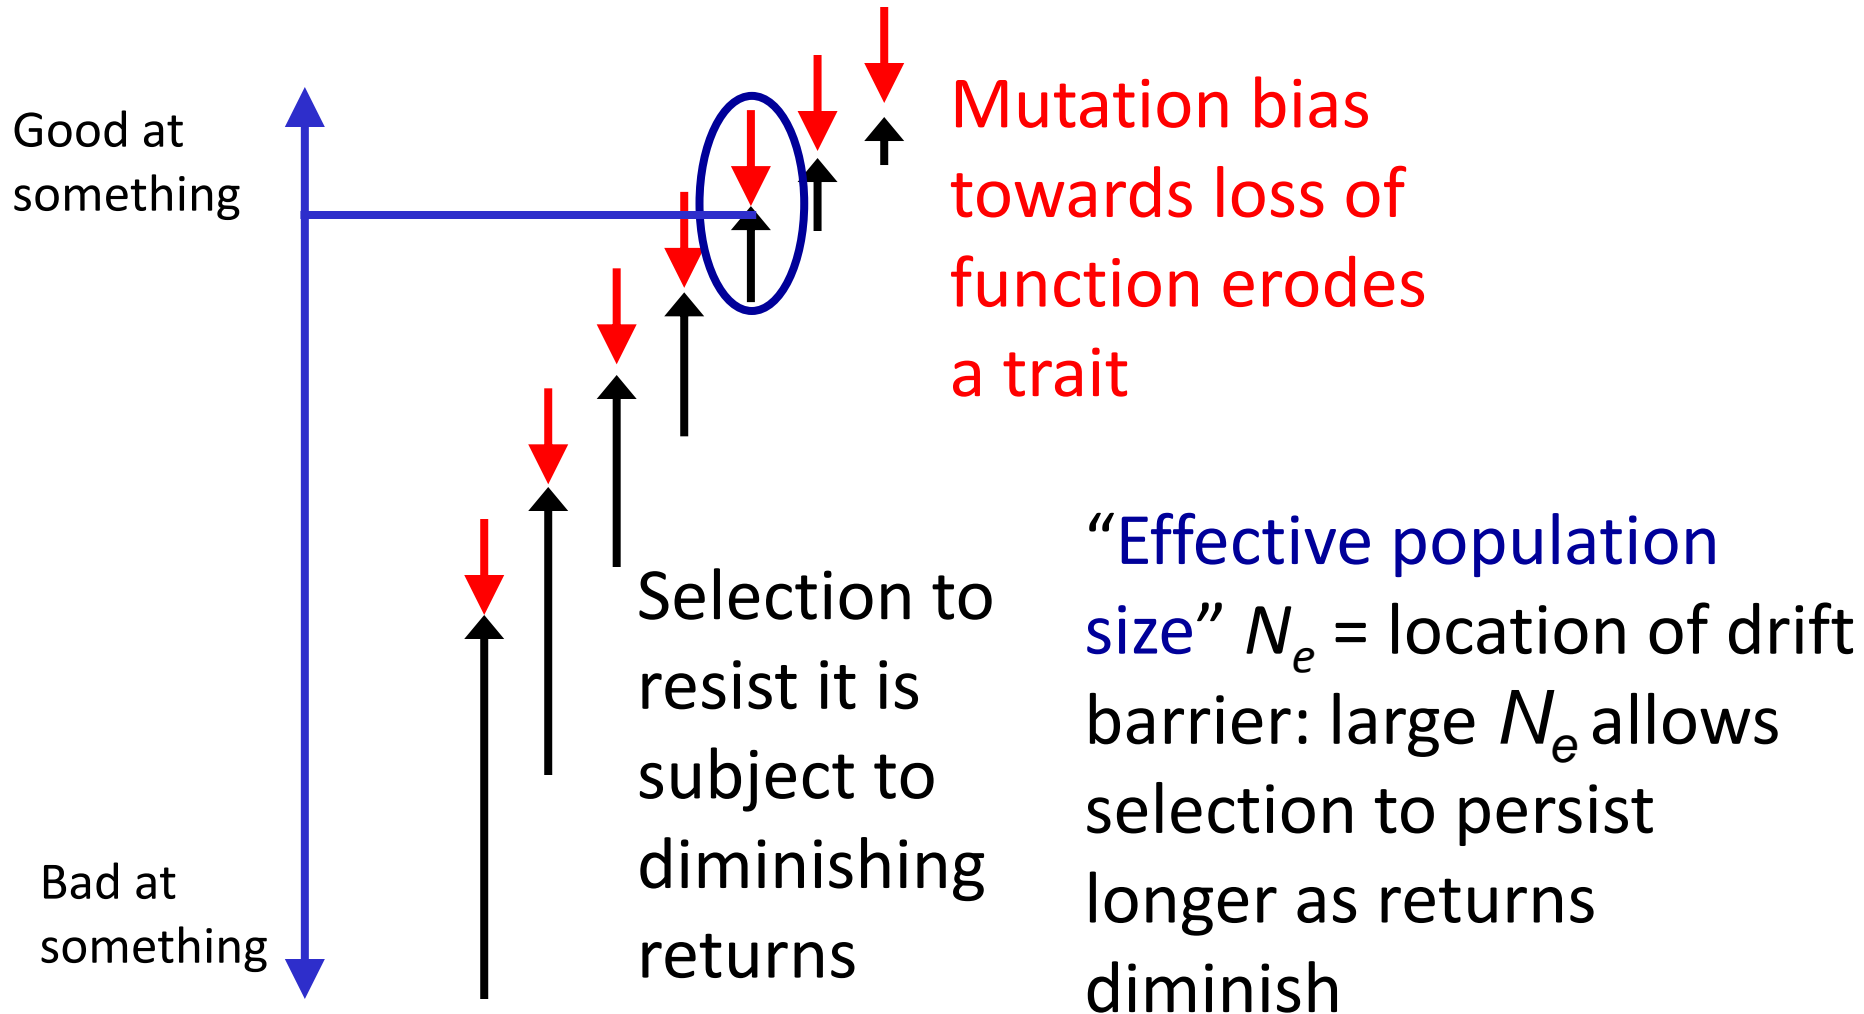 Good at
something
Mutation bias
towards loss of
function erodes
a trait
Selection to
resist it is
subject to
diminishing
returns
“Effective population
size” Ne = location of drift
barrier: large Ne allows
selection to persist
longer as returns
diminish
Bad at
something